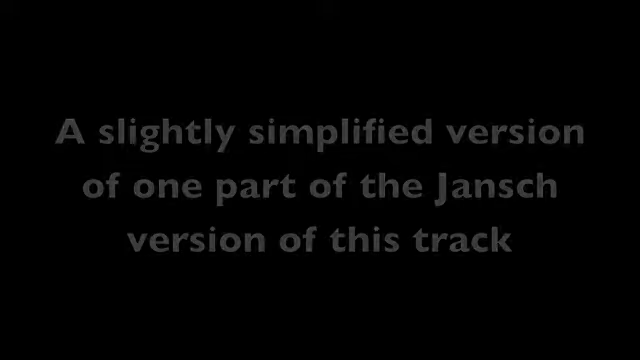 A slightly simplified version
of one part of the Jansch
version of this track